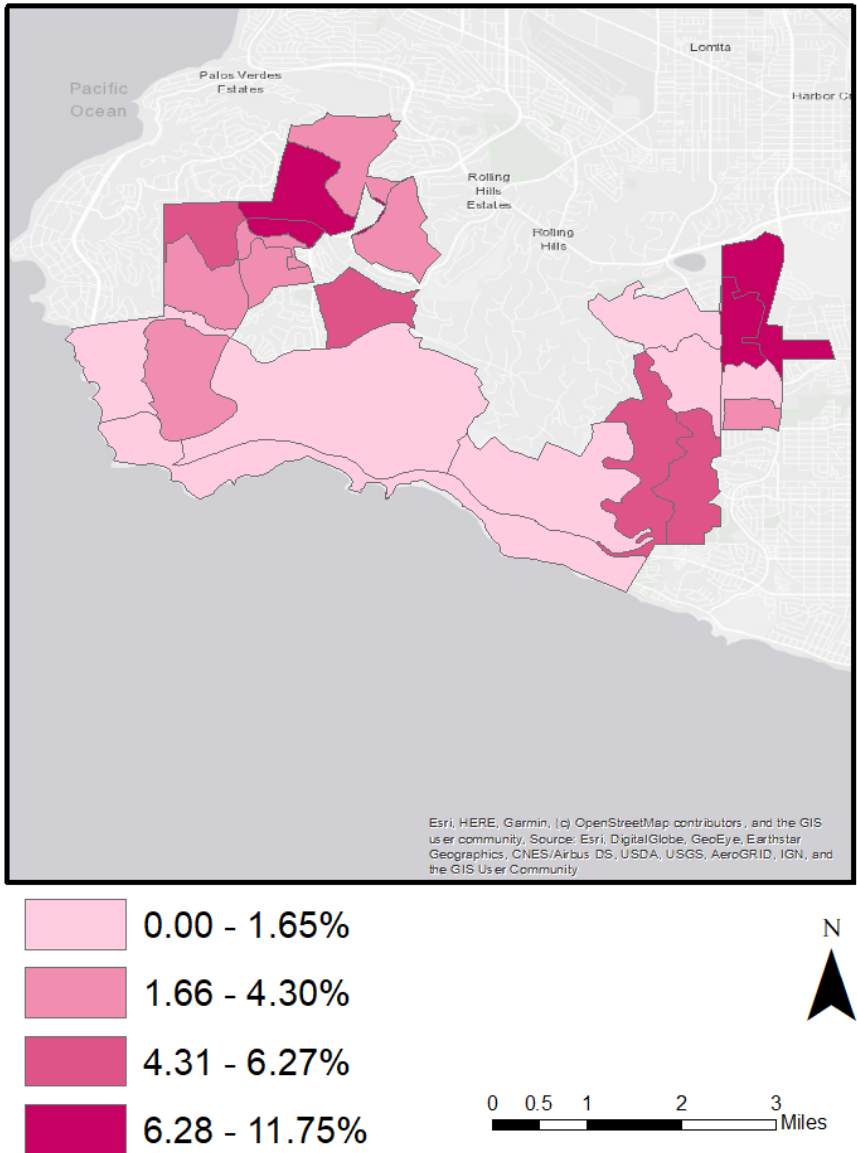 Lomita
Palos Verdes
Estates
Pacific
Ocean
Harbor C
Rolling
Hills
Estates
Rolling
Hills
Esri, HERE, Garmin, (c) OpenStreetMap contributors, and the GIS
user community, Source: Esri, DigitalGlobe, GeoEye, Earthstar
Geographics, CNES/Airbus DS, USDA, USGS, AeroGRID, IGN, and
the GIS User Community
0.00 - 1.65%
N
1.66 - 4.30%
4.31 - 6.27%
0 0.5 1 2 3
Miles
6.28 - 11.75%